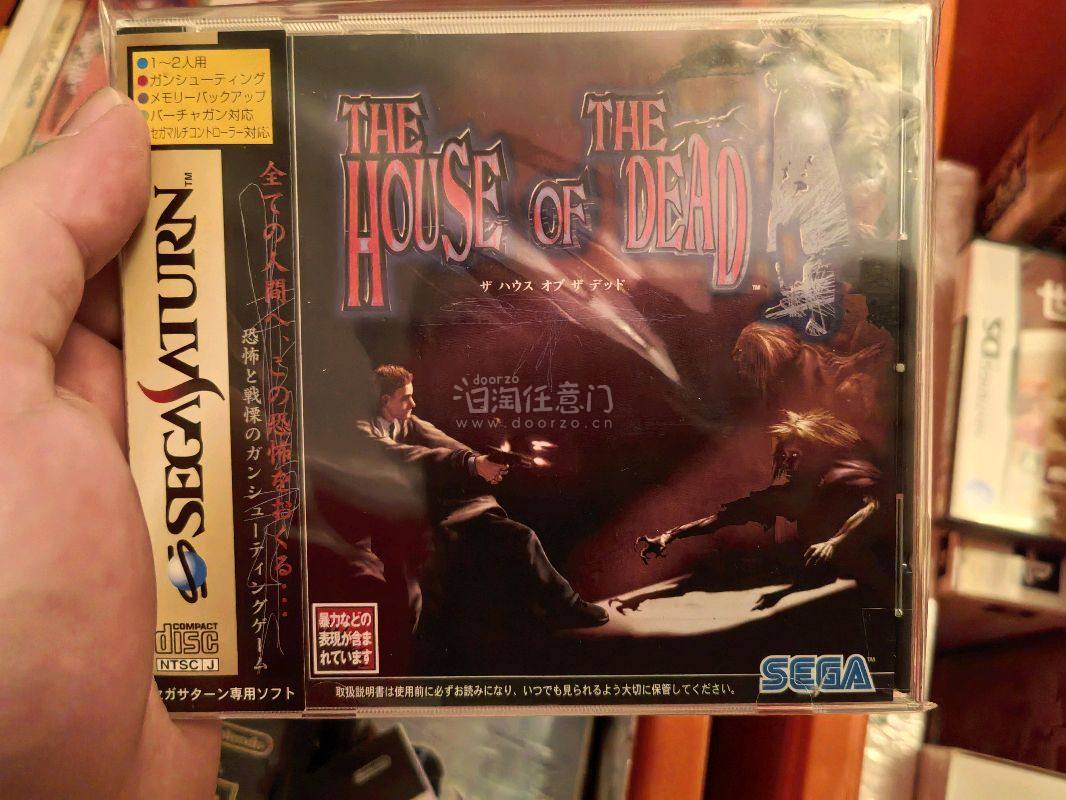 1〜2人用
ガンシューティング
メモリーバックアップ
バーチャガン対応
セガマルチコントローラー対応
SEGA SATURN™
全ての人間へ、この恐怖をおくる…
恐怖と戦慄のガンシューティングゲーム
COMPACT
disc
NTSC J
セガサターン専用ソフト
THE HOUSE OF THE DEAD™
ザ ハウス オブ ザ デッド
doorzo
任意门
www.doorzo.cn
暴力などの
表現が含ま
れています
取扱説明書は使用前に必ずお読みになり、いつでも見られるよう大切に保管してください。
SEGA™